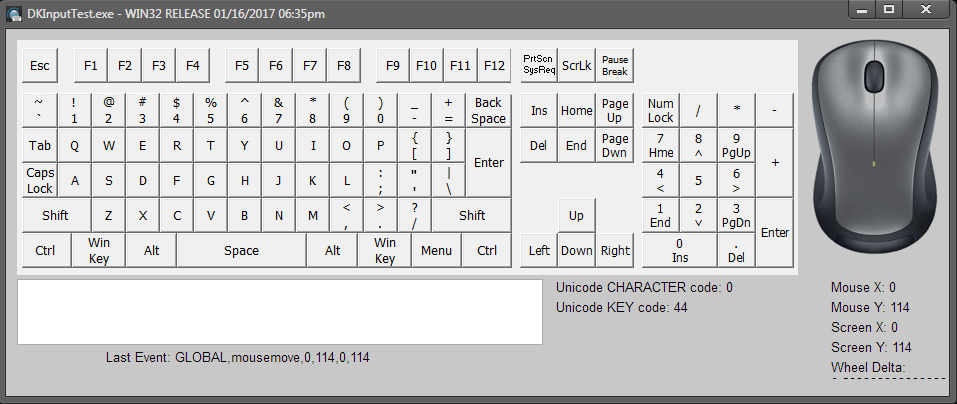 DKInputTest.exe - WIN32 RELEASE 01/16/2017 06:35pm
Esc F1 F2 F3 F4 F5 F6 F7 F8 F9 F10 F11 F12 PrtScn SysReq ScrLk Pause Break
~ ` ! 1 @ 2 # 3 $ 4 % 5 ^ 6 & 7 * 8 ( 9 ) 0 _ - + = Back Space Ins Home Page Up Num Lock / * -
Tab Q W E R T Y U I O P { [ } ] Enter Del End Page Dwn 7 Hme 8 ^ 9 PgUp +
Caps Lock A S D F G H J K L : ; " ' | \ 4 < 5 6 >
Shift Z X C V B N M < , > . ? / Shift Up 1 End 2 v 3 PgDn Enter
Ctrl Win Key Alt Space Alt Win Key Menu Ctrl Left Down Right 0 Ins . Del
Unicode CHARACTER code: 0
Unicode KEY code: 44
Mouse X: 0
Mouse Y: 114
Screen X: 0
Screen Y: 114
Wheel Delta:
Last Event: GLOBAL,mousemove,0,114,0,114